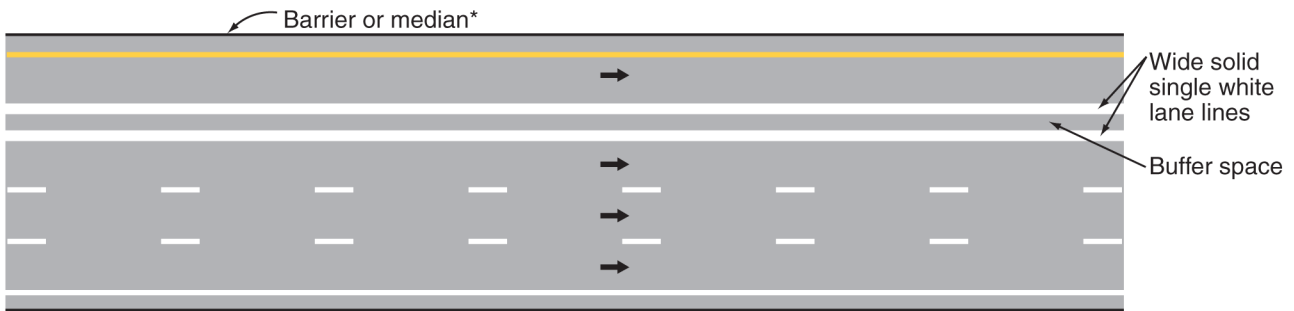 Barrier or median*
Wide solid
single white
lane lines
Buffer space